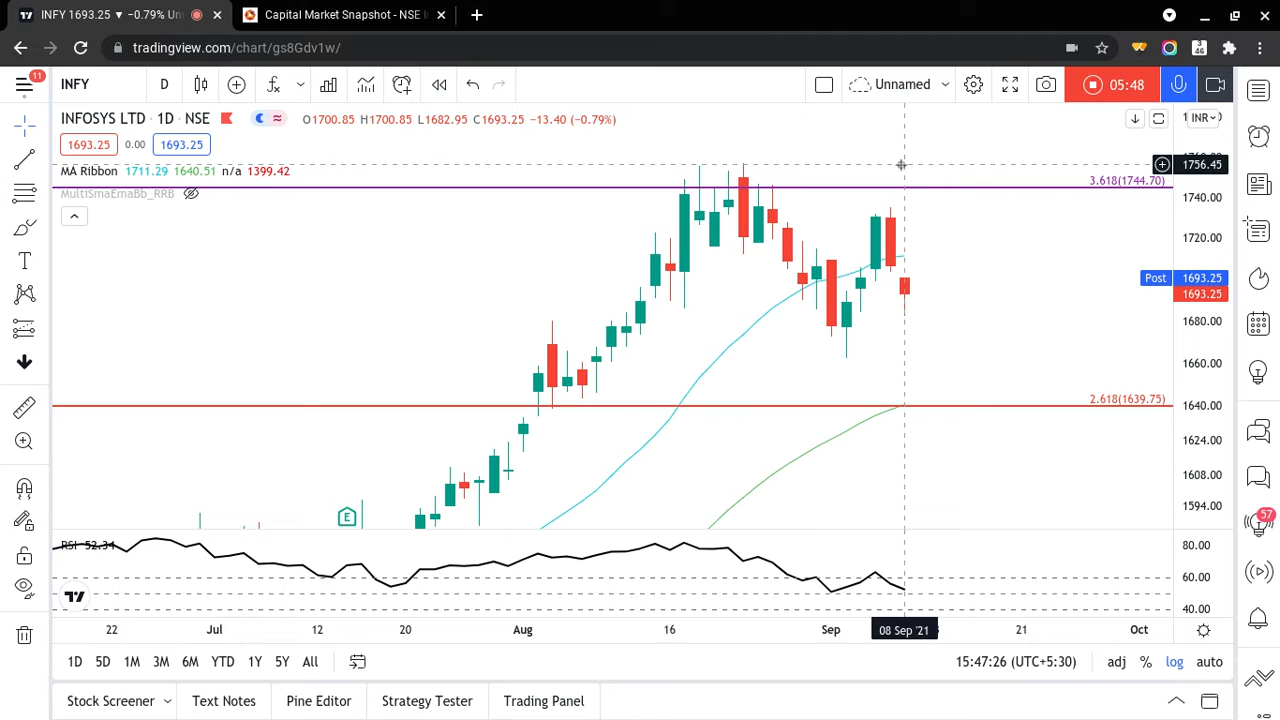 INFY 1693.25 ▼ −0.79% Un
Capital Market Snapshot - NSE I
tradingview.com/chart/gs8Gdv1w/
3
46
11
INFY
D
Unnamed
05:48
INFOSYS LTD · 1D · NSE
O1700.85 H1700.85 L1682.95 C1693.25 −13.40 (−0.79%)
INR
1693.25
0.00
1693.25
MA Ribbon 1711.29 1640.51 n/a 1399.42
MultiSmaEmaBb_RRB
1756.45
3.618(1744.70)
1740.00
1720.00
Post 1693.25
1693.25
1680.00
1660.00
2.618(1639.75)
1640.00
1624.00
1608.00
1594.00
E
57
RSI 52.34
80.00
60.00
40.00
22
Jul
12
20
Aug
16
Sep
08 Sep '21
21
Oct
1D 5D 1M 3M 6M YTD 1Y 5Y All
15:47:26 (UTC+5:30)
adj % log auto
Stock Screener
Text Notes
Pine Editor
Strategy Tester
Trading Panel